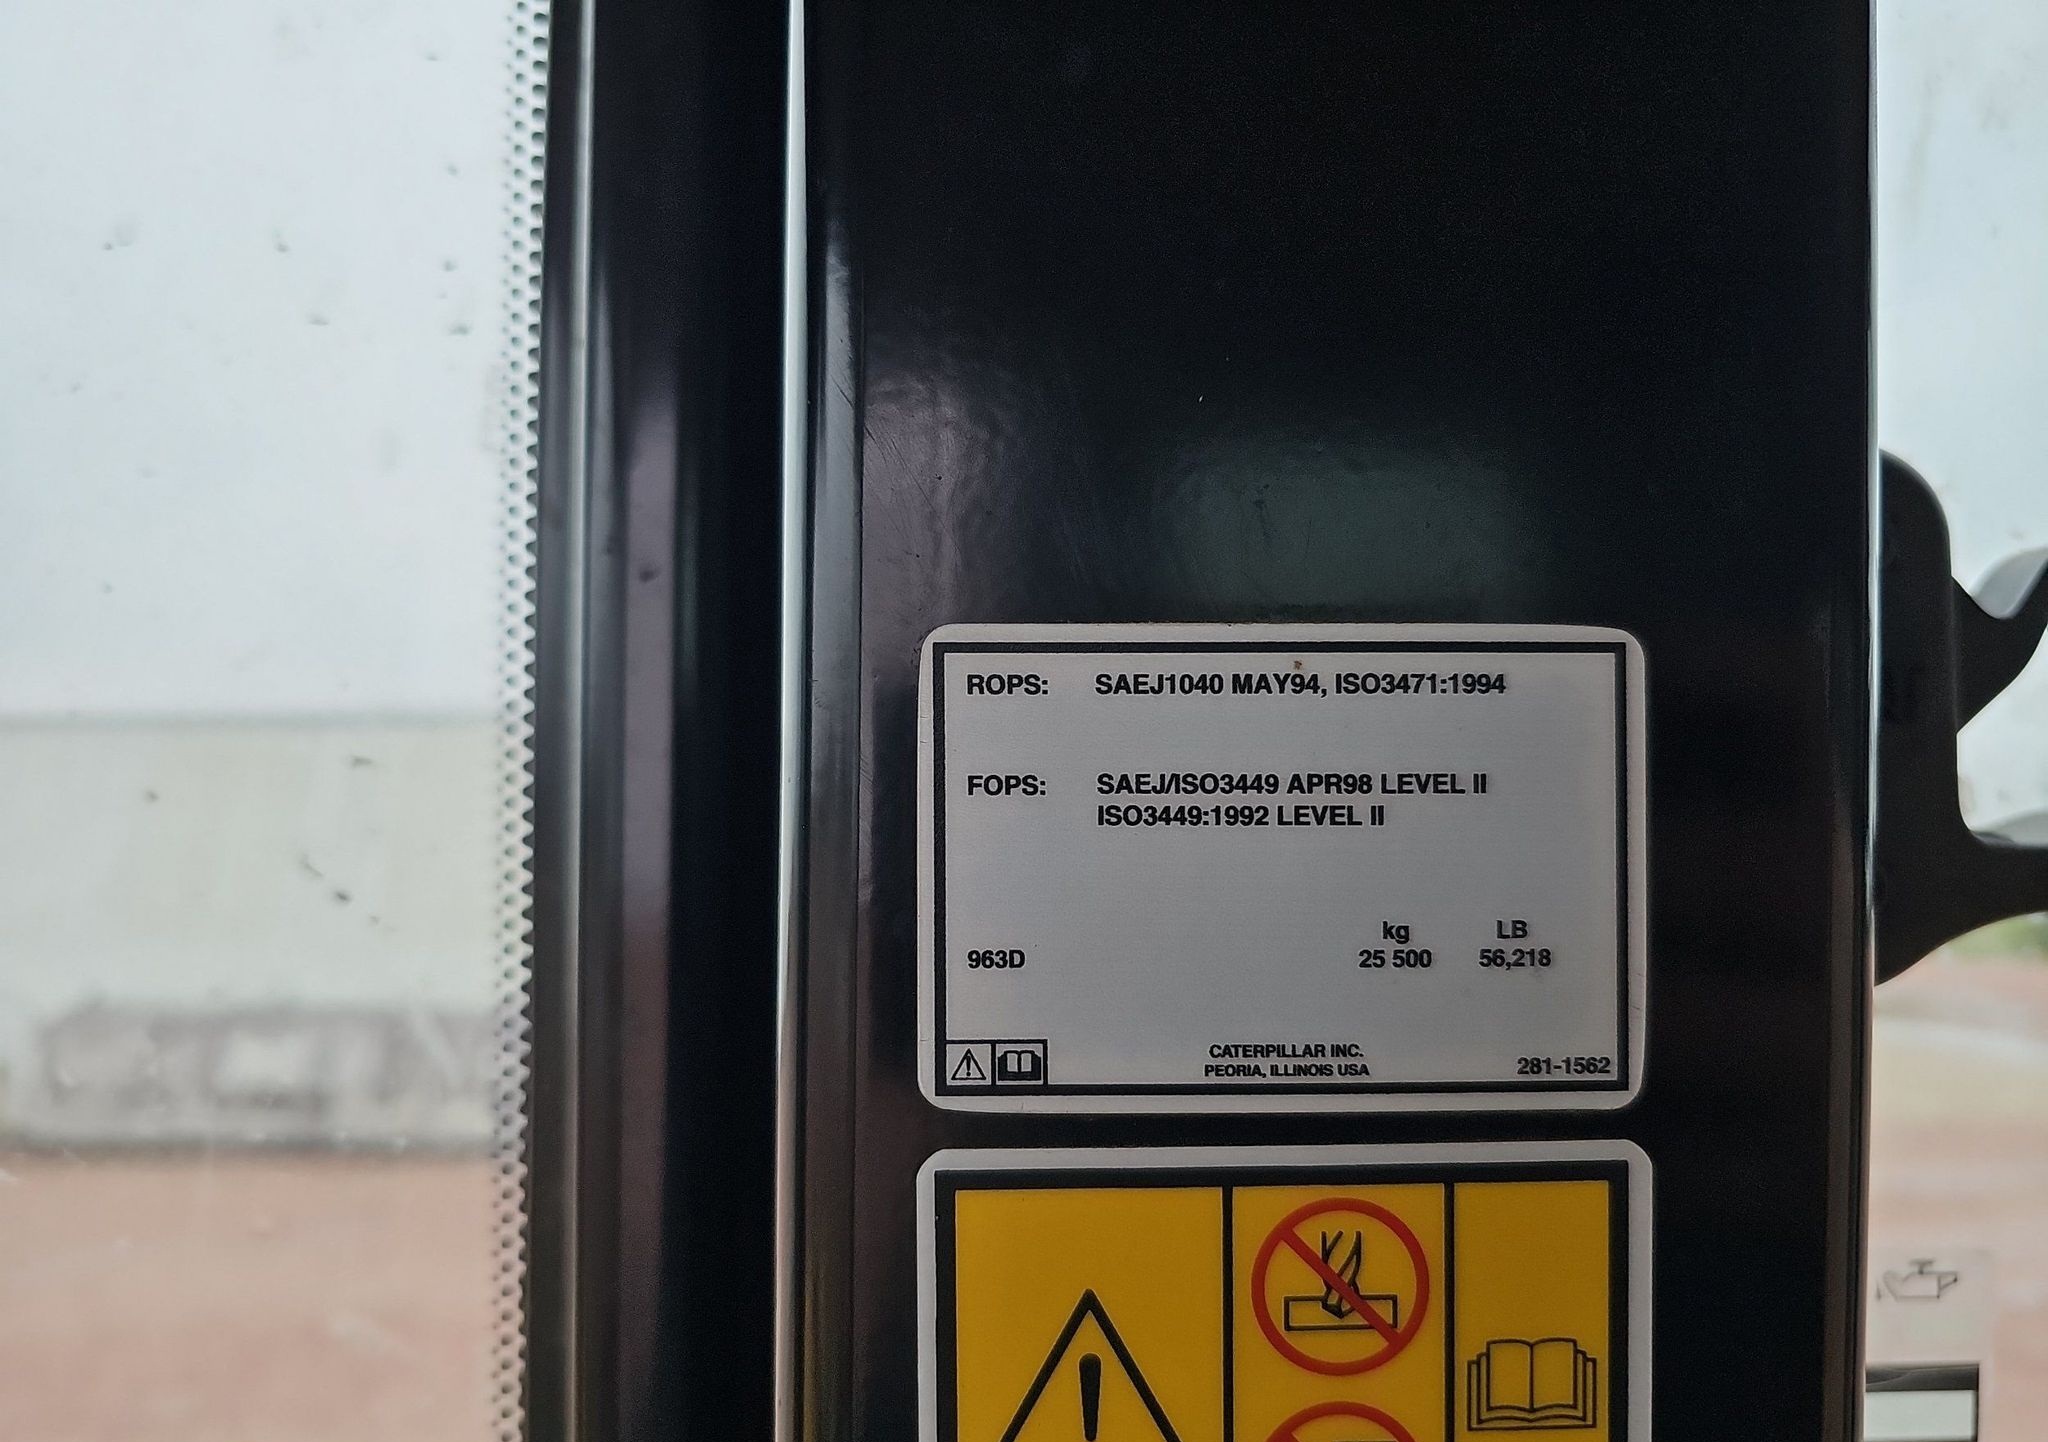 ROPS: SAEJ1040 MAY94, ISO3471:1994
FOPS: SAEJ/ISO3449 APR98 LEVEL II
ISO3449:1992 LEVEL II
kg LB
963D 25 500 56,218
CATERPILLAR INC.
PEORIA, ILLINOIS USA 281-1562